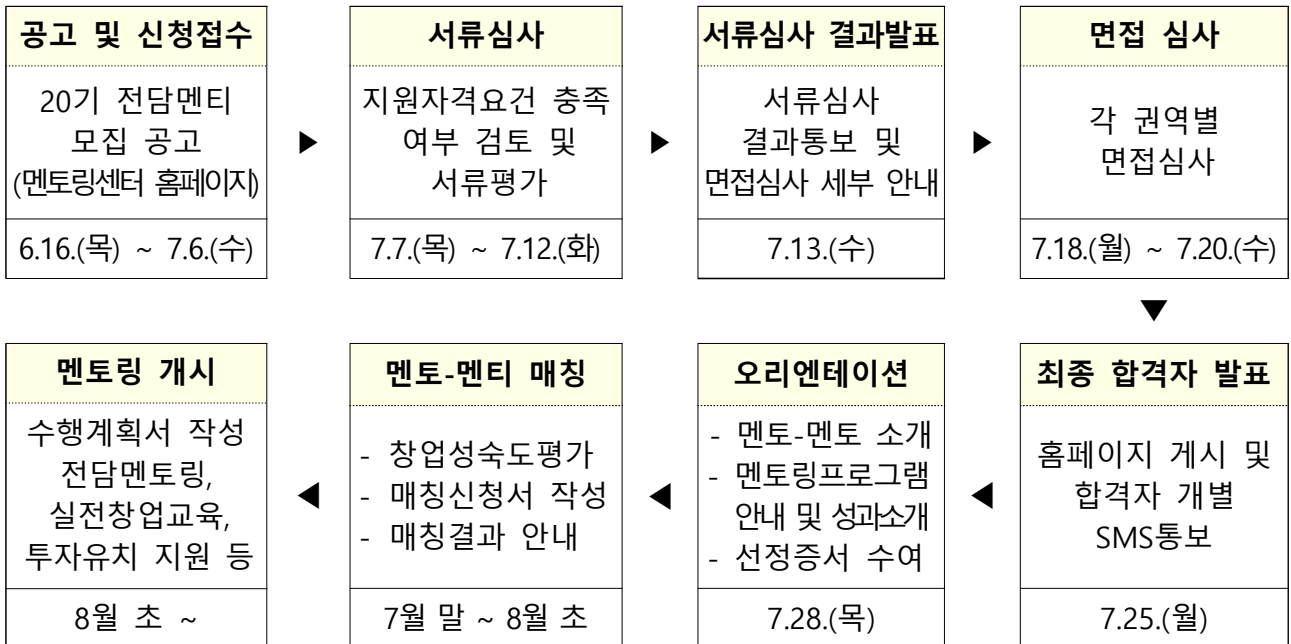 공고 및 신청접수
20기 전담멘티
모집 공고
(멘토링센터 홈페이지)
6.16.(목) ~ 7.6.(수)
▶
서류심사
지원자격요건 충족
여부 검토 및
서류평가
7.7.(목) ~ 7.12.(화)
▶
서류심사 결과발표
서류심사
결과통보 및
면접심사 세부 안내
7.13.(수)
▶
면접 심사
각 권역별
면접심사
7.18.(월) ~ 7.20.(수)
▼
최종 합격자 발표
홈페이지 게시 및
합격자 개별
SMS통보
7.25.(월)
◀
오리엔테이션
- 멘토-멘토 소개
- 멘토링프로그램
안내 및 성과소개
- 선정증서 수여
7.28.(목)
◀
멘토-멘티 매칭
- 창업성숙도평가
- 매칭신청서 작성
- 매칭결과 안내
7월 말 ~ 8월 초
◀
멘토링 개시
수행계획서 작성
전담멘토링,
실전창업교육,
투자유치 지원 등
8월 초 ~